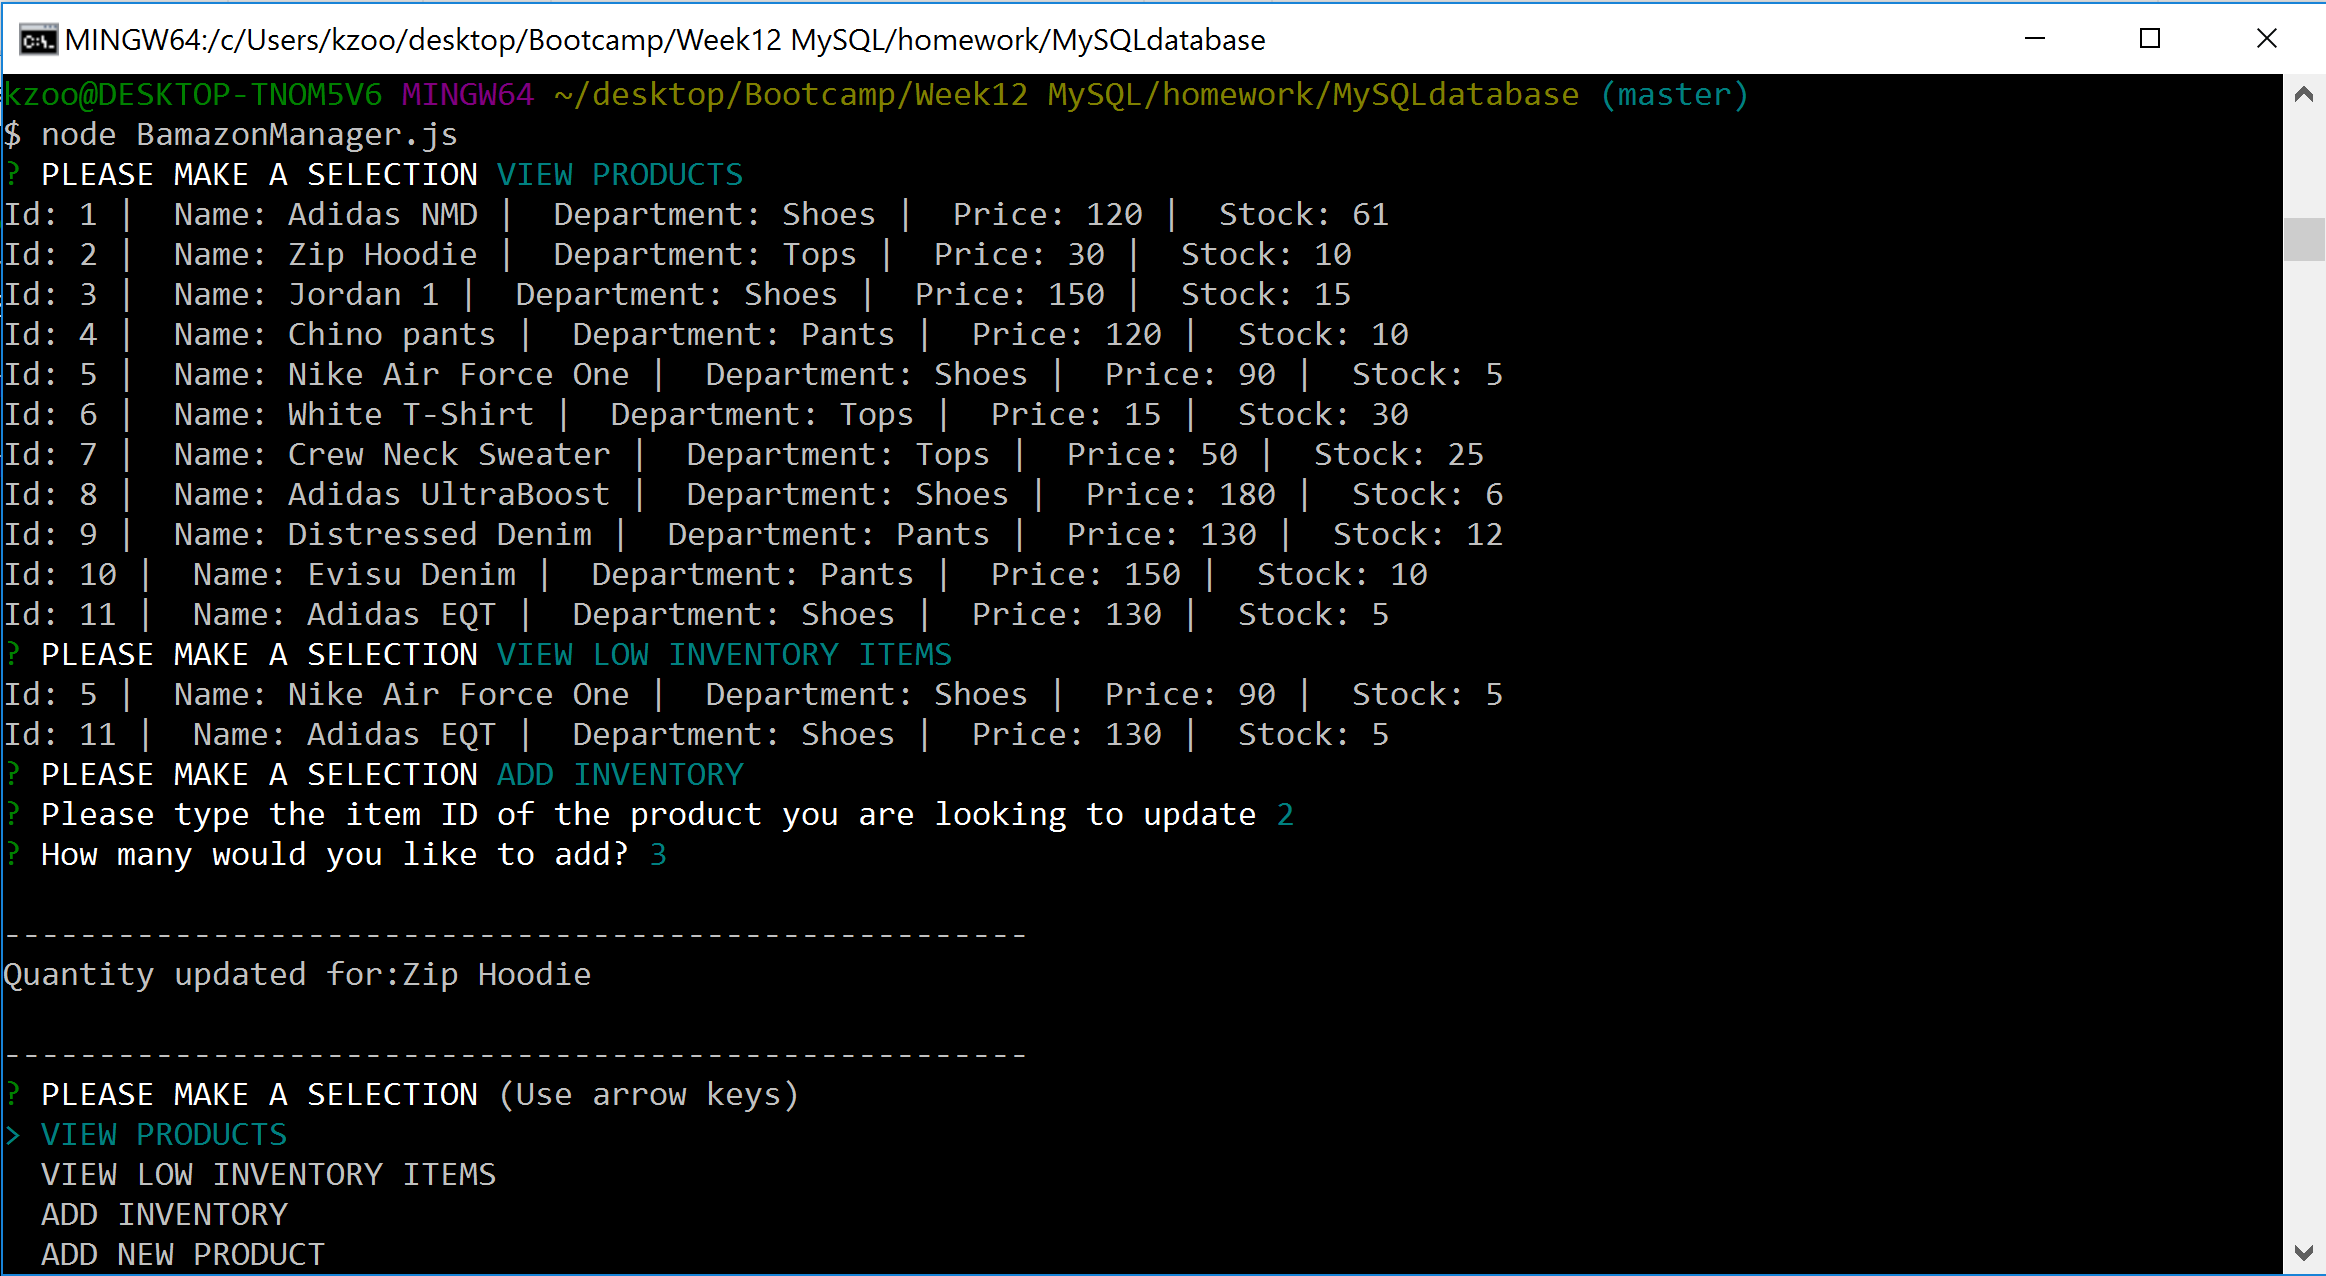 MINGW64:/c/Users/kzoo/desktop/Bootcamp/Week12 MySQL/homework/MySQLdatabase
kzoo@DESKTOP-TNOM5V6 MINGW64 ~/desktop/Bootcamp/Week12 MySQL/homework/MySQLdatabase (master)
$ node BamazonManager.js
? PLEASE MAKE A SELECTION VIEW PRODUCTS
Id: 1 |  Name: Adidas NMD |  Department: Shoes |  Price: 120 |  Stock: 61
Id: 2 |  Name: Zip Hoodie |  Department: Tops |  Price: 30 |  Stock: 10
Id: 3 |  Name: Jordan 1 |  Department: Shoes |  Price: 150 |  Stock: 15
Id: 4 |  Name: Chino pants |  Department: Pants |  Price: 120 |  Stock: 10
Id: 5 |  Name: Nike Air Force One |  Department: Shoes |  Price: 90 |  Stock: 5
Id: 6 |  Name: White T-Shirt |  Department: Tops |  Price: 15 |  Stock: 30
Id: 7 |  Name: Crew Neck Sweater |  Department: Tops |  Price: 50 |  Stock: 25
Id: 8 |  Name: Adidas UltraBoost |  Department: Shoes |  Price: 180 |  Stock: 6
Id: 9 |  Name: Distressed Denim |  Department: Pants |  Price: 130 |  Stock: 12
Id: 10 |  Name: Evisu Denim |  Department: Pants |  Price: 150 |  Stock: 10
Id: 11 |  Name: Adidas EQT |  Department: Shoes |  Price: 130 |  Stock: 5
? PLEASE MAKE A SELECTION VIEW LOW INVENTORY ITEMS
Id: 5 |  Name: Nike Air Force One |  Department: Shoes |  Price: 90 |  Stock: 5
Id: 11 |  Name: Adidas EQT |  Department: Shoes |  Price: 130 |  Stock: 5
? PLEASE MAKE A SELECTION ADD INVENTORY
? Please type the item ID of the product you are looking to update 2
? How many would you like to add? 3
------------------------------------------------------
Quantity updated for:Zip Hoodie
------------------------------------------------------
? PLEASE MAKE A SELECTION (Use arrow keys)
> VIEW PRODUCTS
VIEW LOW INVENTORY ITEMS
ADD INVENTORY
ADD NEW PRODUCT